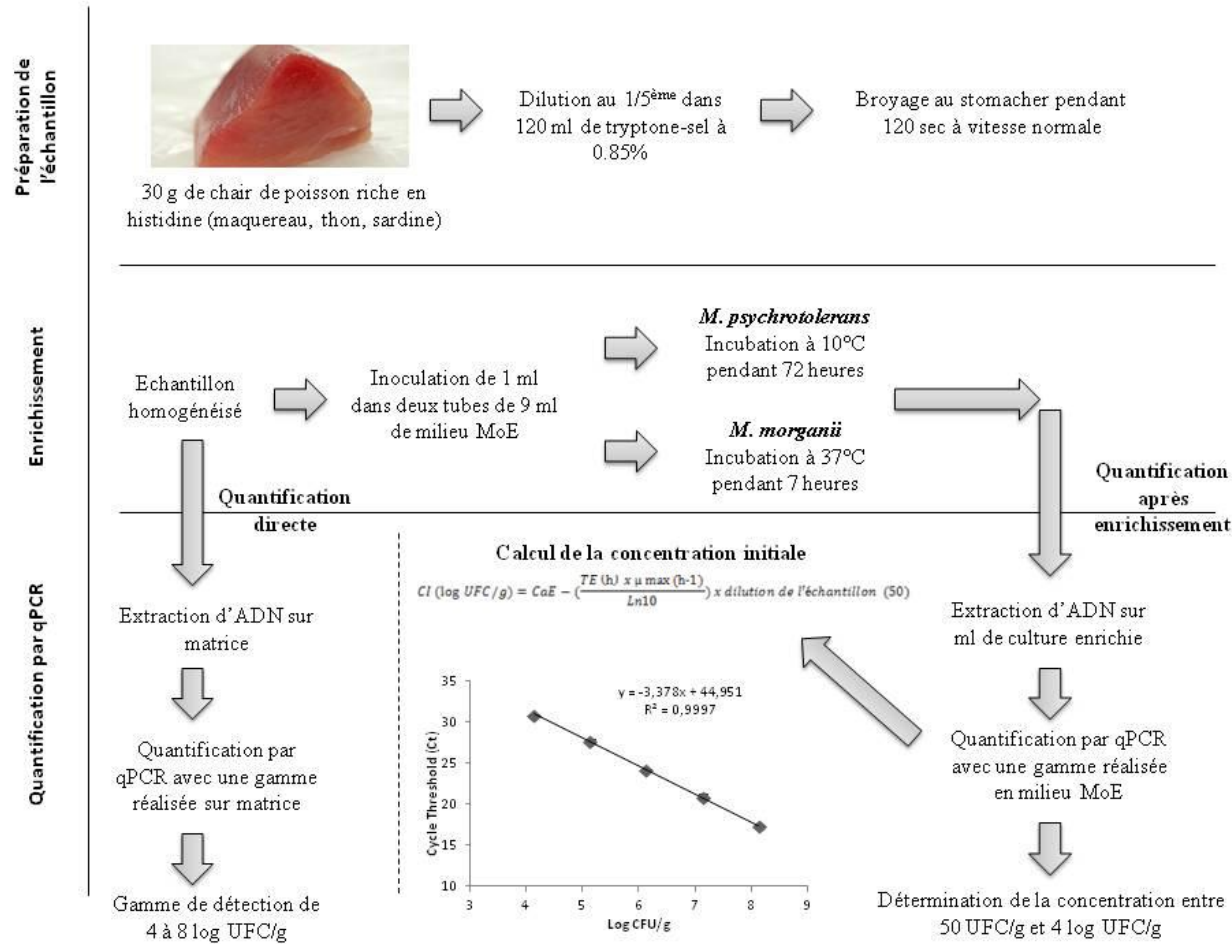 Préparation de
l'échantillon
30 g de chair de poisson riche en
histidine (maquereau, thon, sardine)
Dilution au 1/5ème dans
120 ml de tryptone-sel à
0.85%
Broyage au stomacher pendant
120 sec à vitesse normale
Enrichissement
Echantillon
homogénéisé
Inoculation de 1 ml
dans deux tubes de 9 ml
de milieu MoE
M. psychrotolerans
Incubation à 10°C
pendant 72 heures
M. morganii
Incubation à 37°C
pendant 7 heures
Quantification
directe
Quantification
après
enrichissement
Quantification par qPCR
Extraction d'ADN sur
matrice
Quantification par
qPCR avec une gamme
réalisée sur matrice
Gamme de détection de
4 à 8 log UFC/g
Calcul de la concentration initiale
CI (log UFC/g) = CaE − (TE (h) x µ max (h-1) / Ln10) x dilution de l'échantillon (50)
y = -3,378x + 44,951
R² = 0,9997
Cycle Threshold (Ct)
35
30
25
20
15
10
3 4 5 6 7 8 9
Log CFU/g
Extraction d'ADN sur
ml de culture enrichie
Quantification par qPCR
avec une gamme réalisée
en milieu MoE
Détermination de la concentration entre
50 UFC/g et 4 log UFC/g